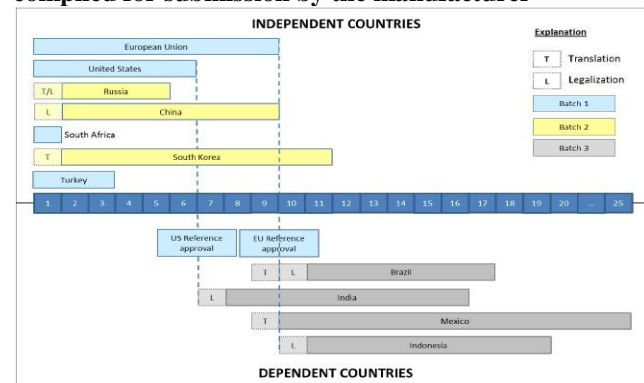 compiled for submission by the manufacturer
INDEPENDENT COUNTRIES
Explanation
European Union
T Translation
United States
L Legalization
T/L Russia
Batch 1
L China
Batch 2
South Africa
Batch 3
T South Korea
Turkey
1 2 3 4 5 6 7 8 9 10 11 12 13 14 15 16 17 18 19 20 ... 25
US Reference
approval
EU Reference
approval
T L Brazil
L India
T Mexico
L Indonesia
DEPENDENT COUNTRIES